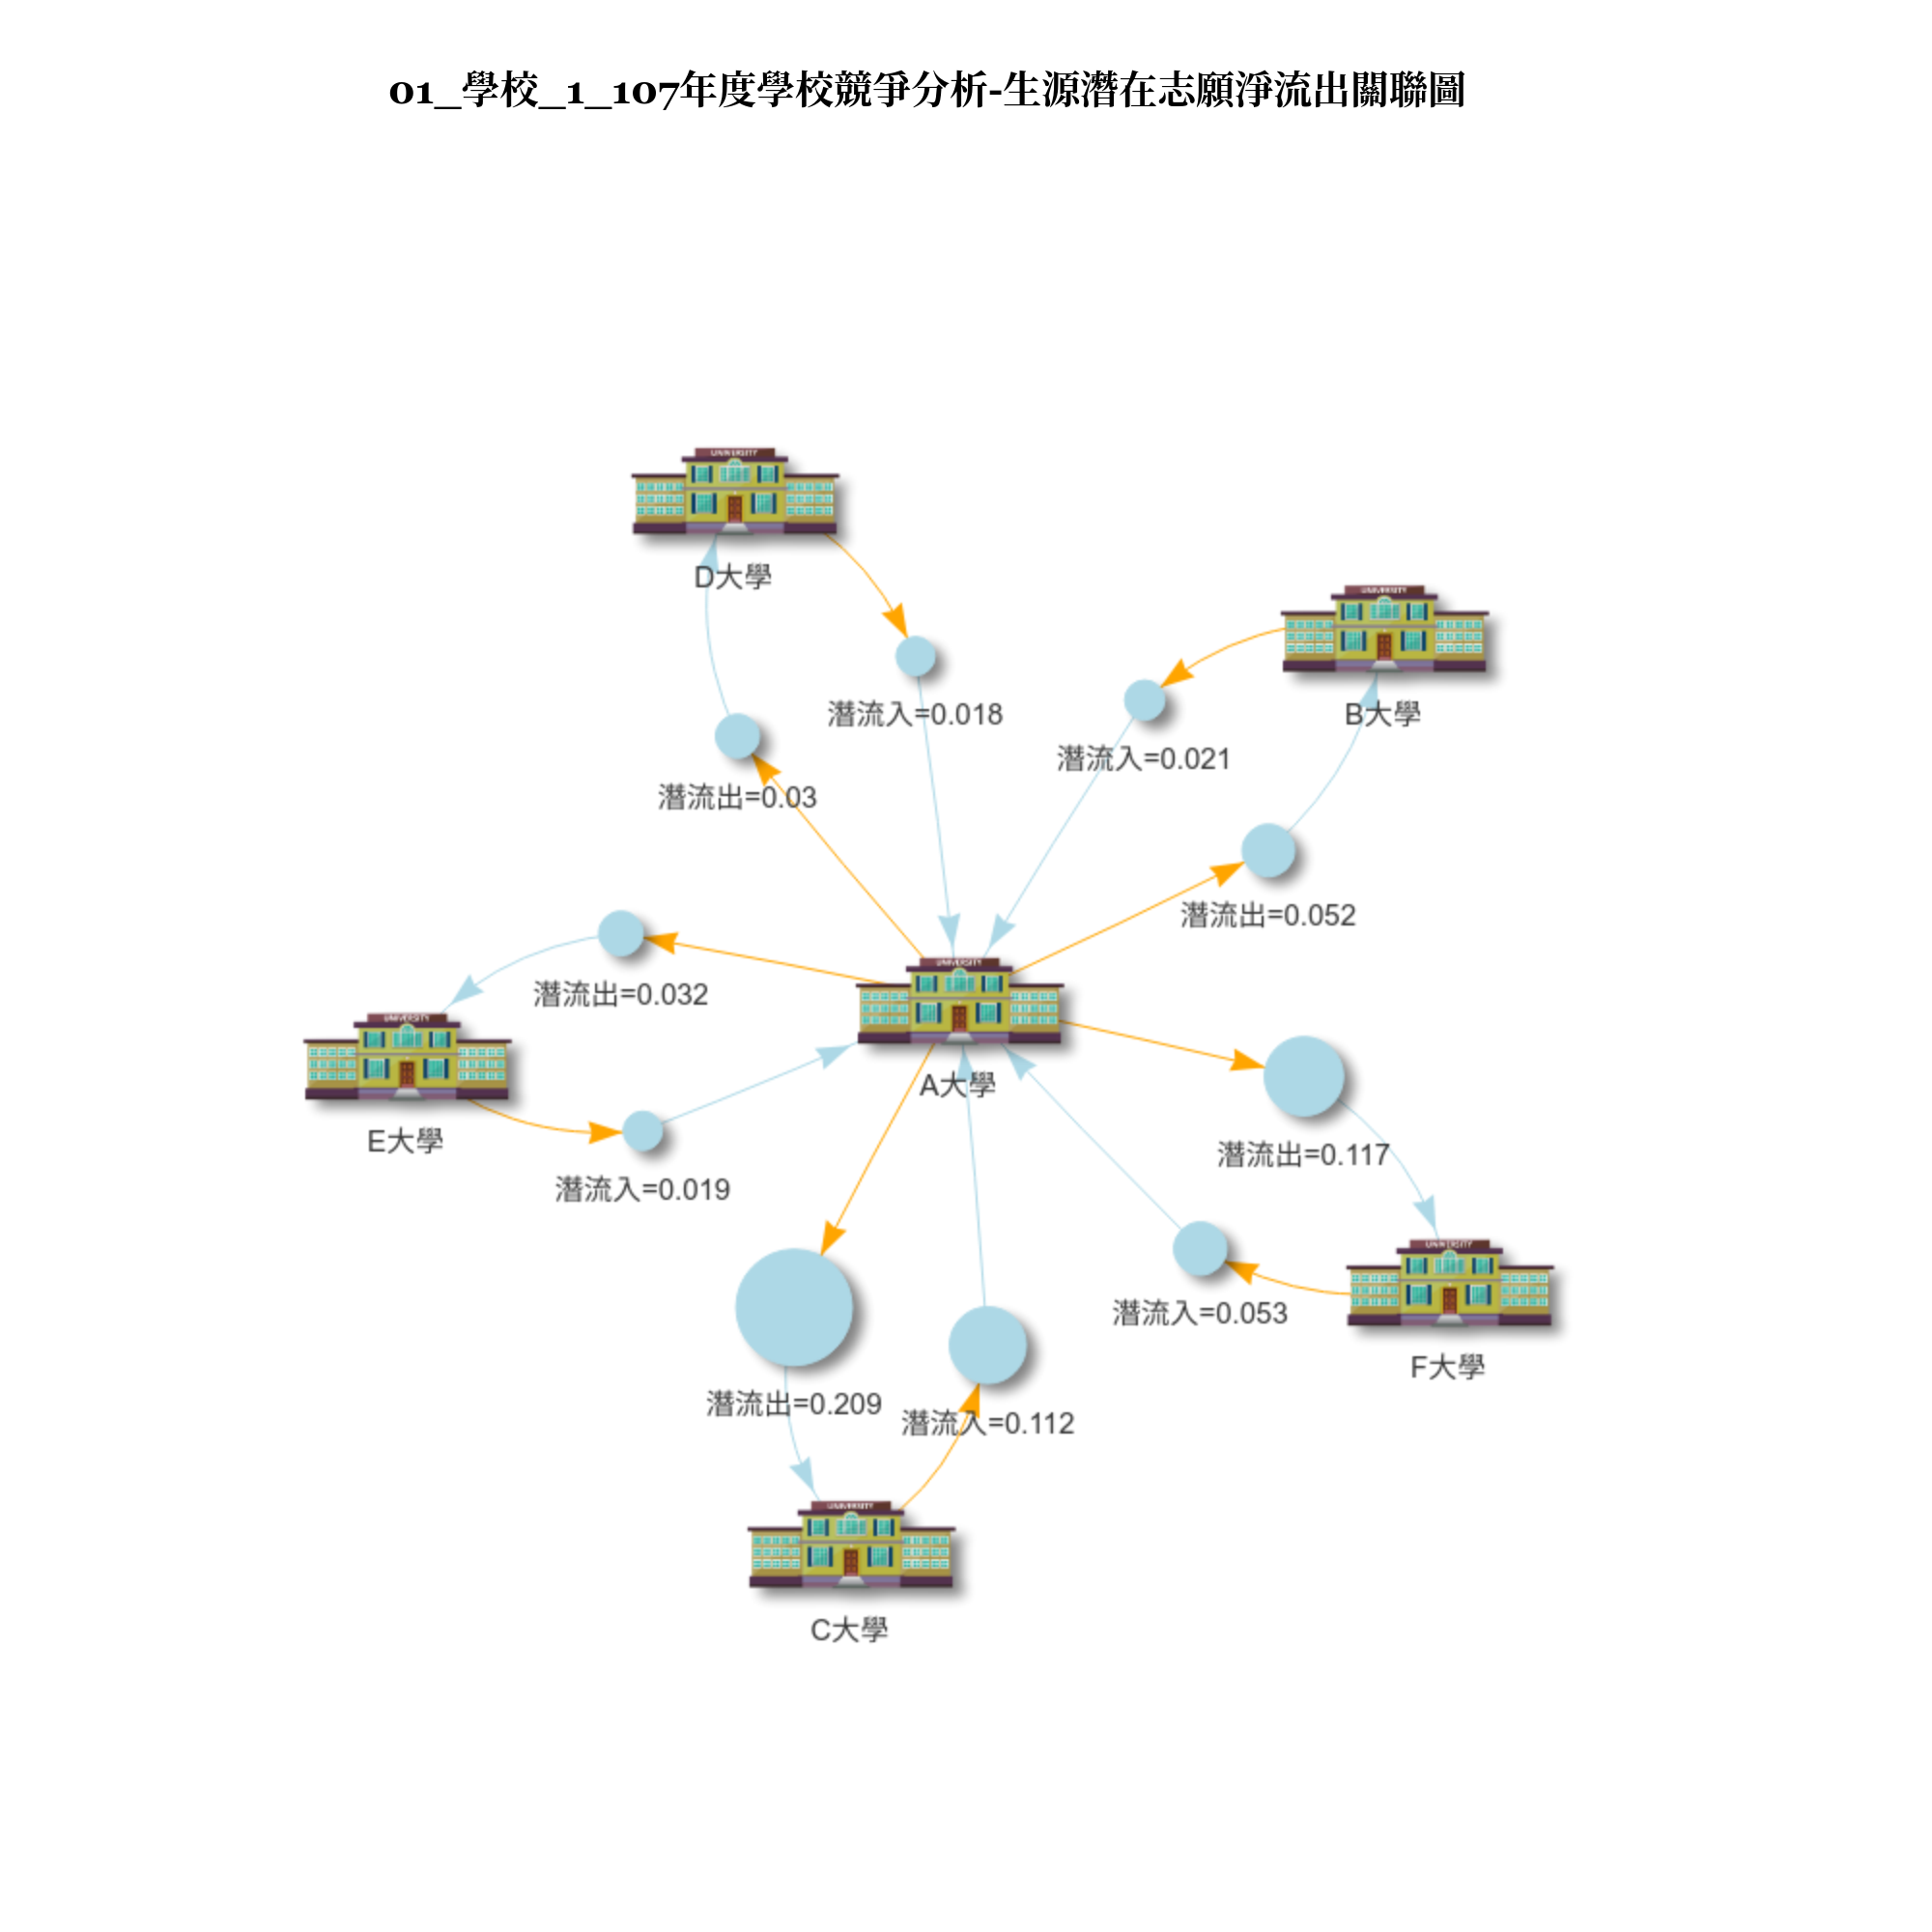 01_學校_1_107年度學校競爭分析-生源潛在志願淨流出關聯圖
UNIVERSITY
D大學
UNIVERSITY
B大學
潛流入=0.018
潛流入=0.021
潛流出=0.03
潛流出=0.052
潛流出=0.032
UNIVERSITY
A大學
UNIVERSITY
E大學
潛流出=0.117
潛流入=0.019
UNIVERSITY
F大學
潛流入=0.053
潛流出=0.209
潛流入=0.112
UNIVERSITY
C大學